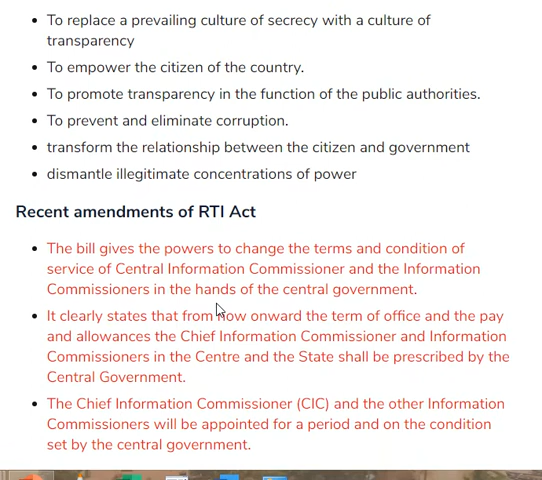 • To replace a prevailing culture of secrecy with a culture of
transparency
• To empower the citizen of the country.
• To promote transparency in the function of the public authorities.
• To prevent and eliminate corruption.
• transform the relationship between the citizen and government
• dismantle illegitimate concentrations of power
Recent amendments of RTI Act
• The bill gives the powers to change the terms and condition of
service of Central Information Commissioner and the Information
Commissioners in the hands of the central government.
• It clearly states that from now onward the term of office and the pay
and allowances the Chief Information Commissioner and Information
Commissioners in the Centre and the State shall be prescribed by the
Central Government.
• The Chief Information Commissioner (CIC) and the other Information
Commissioners will be appointed for a period and on the condition
set by the central government.